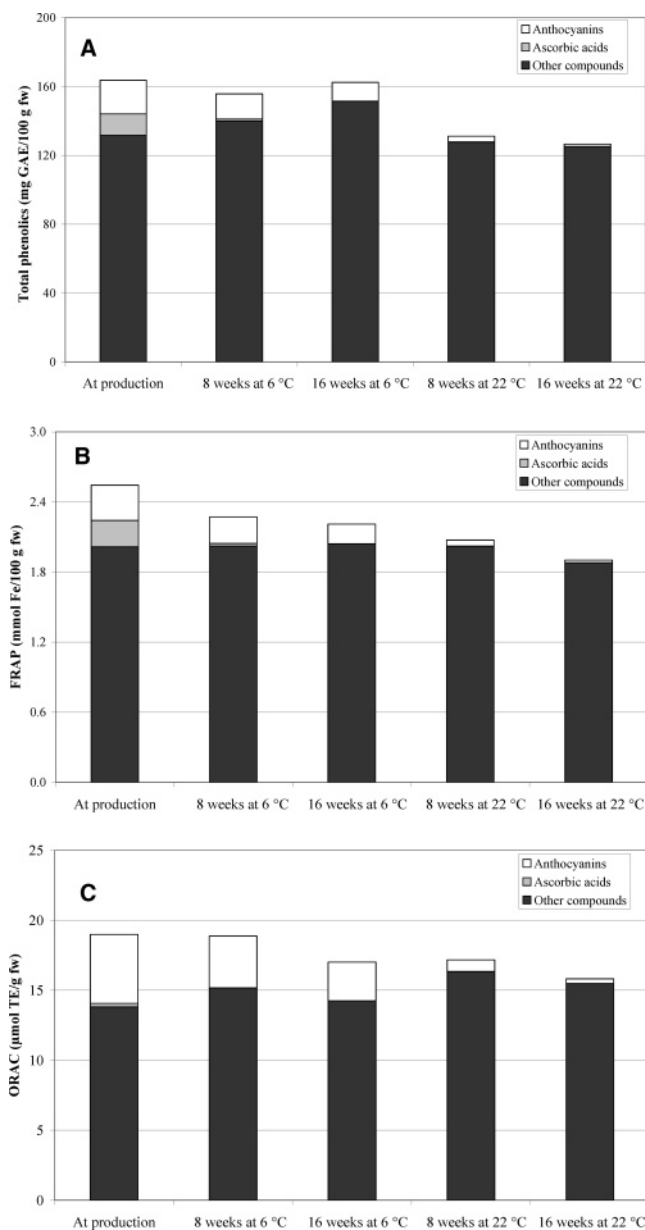 A
Anthocyanins
Ascorbic acids
Other compounds
Total phenolics (mg GAE/100 g fw)
200
160
120
80
40
0
At production 8 weeks at 6 °C 16 weeks at 6 °C 8 weeks at 22 °C 16 weeks at 22 °C
B
Anthocyanins
Ascorbic acids
Other compounds
FRAP (mmol Fe/100 g fw)
3.0
2.4
1.8
1.2
0.6
0.0
At production 8 weeks at 6 °C 16 weeks at 6 °C 8 weeks at 22 °C 16 weeks at 22 °C
C
Anthocyanins
Ascorbic acids
Other compounds
ORAC (µmol TE/g fw)
25
20
15
10
5
0
At production 8 weeks at 6 °C 16 weeks at 6 °C 8 weeks at 22 °C 16 weeks at 22 °C